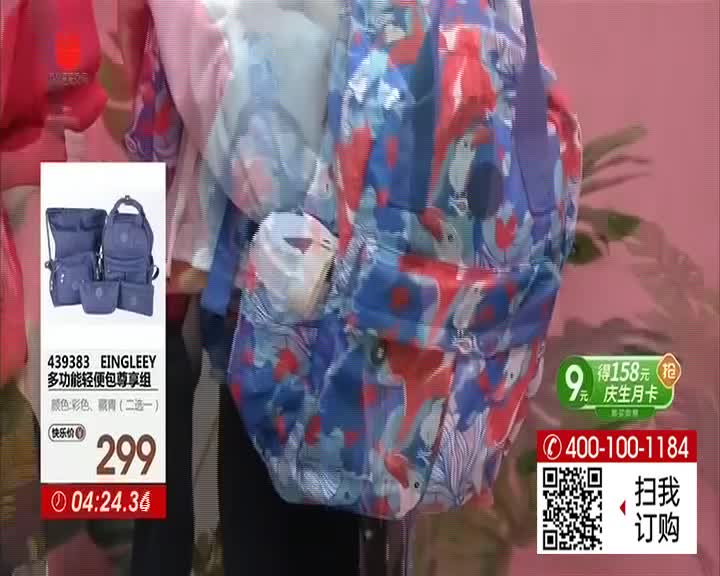 439383 EINGLEEY
多功能轻便包尊享组
颜色:彩色、藏青（二选一）
快乐价¥
299
04:24.3
9元
得158元
庆生月卡
抢
400-100-1184
扫我
订购